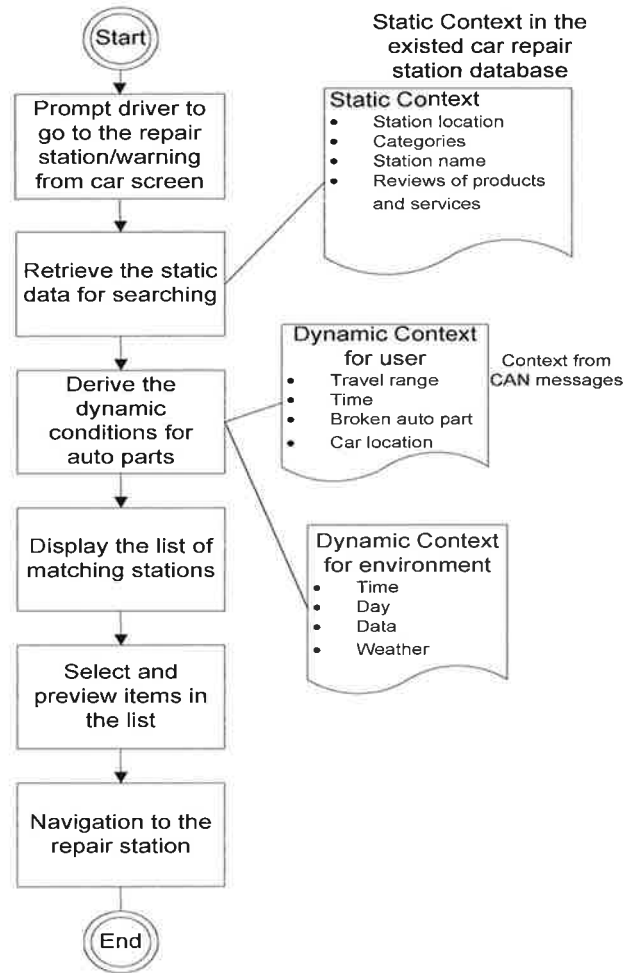 Start
Prompt driver to
go to the repair
station/warning
from car screen
Retrieve the static
data for searching
Derive the
dynamic
conditions for
auto parts
Display the list of
matching stations
Select and
preview items in
the list
Navigation to the
repair station
End
Static Context in the
existed car repair
station database
Static Context
• Station location
• Categories
• Station name
• Reviews of products
and services
Dynamic Context
for user
• Travel range
• Time
• Broken auto part
• Car location
Context from
CAN messages
Dynamic Context
for environment
• Time
• Day
• Data
• Weather